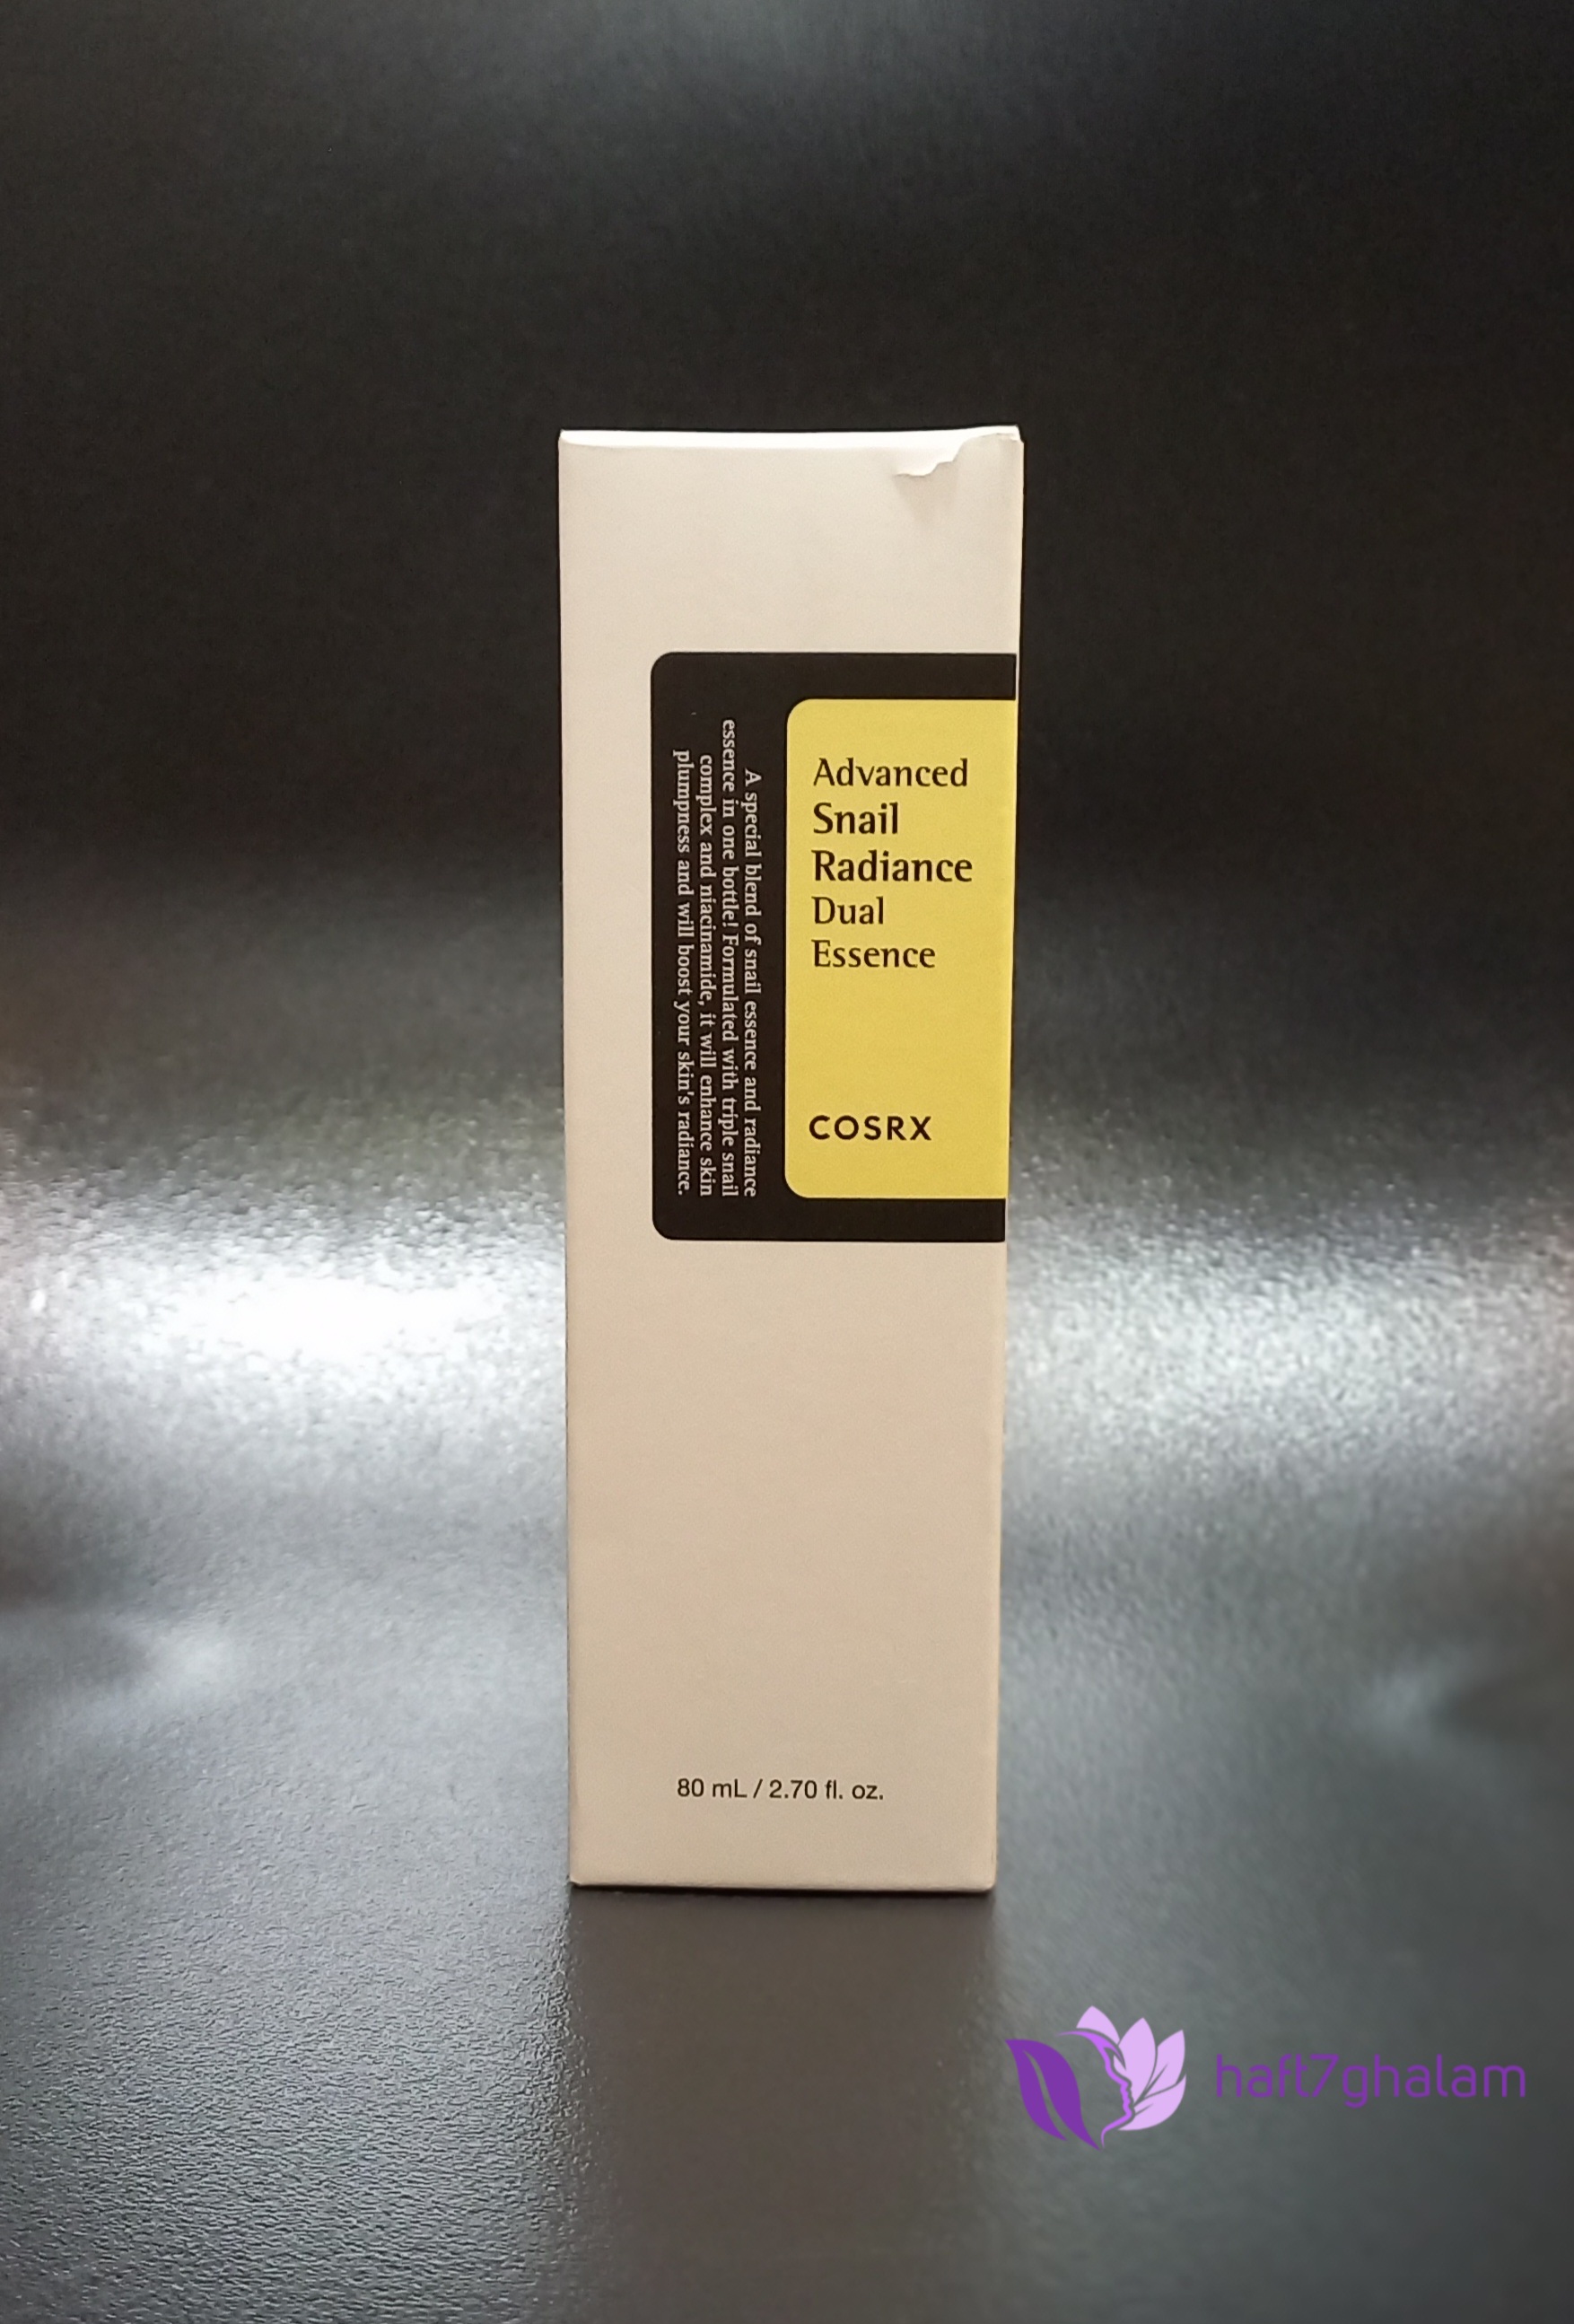 Advanced
Snail
Radiance
Dual
Essence
COSRX
A special blend of snail essence and radiance
essence in one bottle! Formulated with triple snail
complex and niacinamide, it will enhance skin
plumpness and will boost your skin's radiance.
80 mL / 2.70 fl. oz.
haft7ghalam